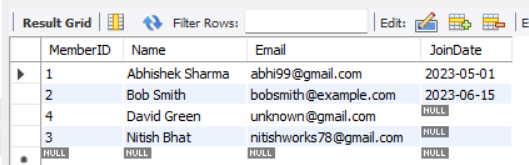 Result Grid Filter Rows: Edit: E
MemberID Name Email JoinDate
1 Abhishek Sharma abhi99@gmail.com 2023-05-01
2 Bob Smith bobsmith@example.com 2023-06-15
4 David Green unknown@gmail.com NULL
3 Nitish Bhat nitishworks78@gmail.com NULL
NULL NULL NULL NULL